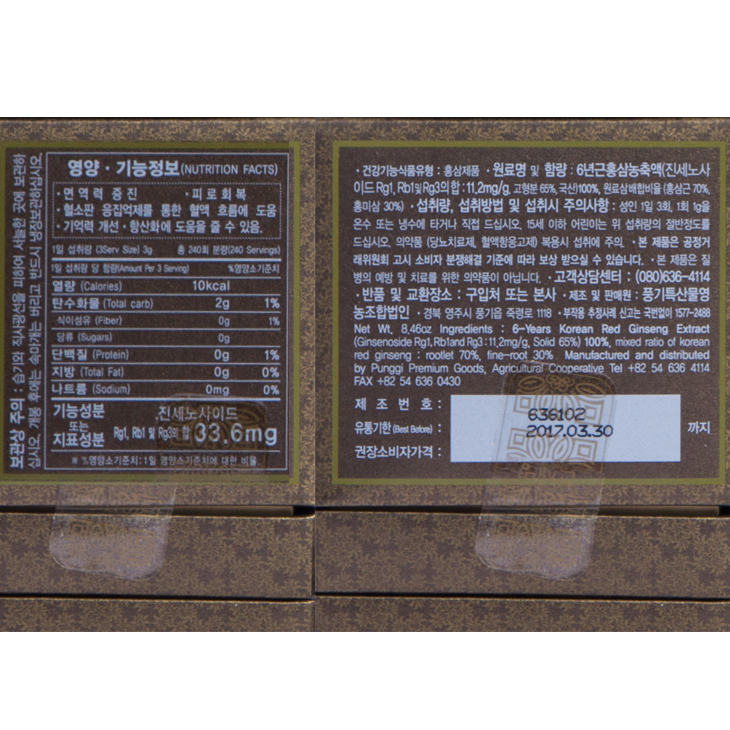 보관상 주의 : 습기와 직사광선을 피하여 서늘한 곳에 보관하
십시오. 개봉 후에는 속마개는 버리고 반드시 냉장보관하십시오.
영양 · 기능정보(NUTRITION FACTS)
· 면역력 증진 · 피로회복
· 혈소판 응집억제를 통한 혈액 흐름에 도움
· 기억력 개선 · 항산화에 도움을 줄 수 있음.
1일 섭취량 (3Serv Size) 3g 총 240회 분량(240 Servings)
1일 섭취량 당 함량(Amount Per 3 Serving) %영양소기준치
열량 (Calories) 10kcal
탄수화물 (Total carb) 2g 1%
식이섬유 (Fiber) 0g 1%
당류 (Sugars) 0g
단백질 (Protein) 0g 1%
지방 (Total Fat) 0g 0%
나트륨 (Sodium) 0mg 0%
기능성분 또는 지표성분 진세노사이드
Rg1, Rb1 및 Rg3의 합 33.6mg
※ %영양소기준치:1일 영양소기준치에 대한 비율
· 건강기능식품유형 : 홍삼제품 · 원료명 및 함량 : 6년근홍삼농축액(진세노사
이드 Rg1, Rb1및 Rg3의 합 : 11,2mg/g, 고형분 65%, 국산)100%, 원료삼배합비율 (홍삼근 70%,
홍미삼 30%) · 섭취량, 섭취방법 및 섭취시 주의사항 : 성인 1일 3회, 1회 1g을
온수 또는 냉수에 타거나 직접 드십시오. 15세 이하 어린이는 위 섭취량의 절반정도를
드십시오. 의약품 (당뇨치료제, 혈액항응고제) 복용시 섭취에 주의. · 본 제품은 공정거
래위원회 고시 소비자 분쟁해결 기준에 따라 보상 받으실 수 있습니다. · 본 제품은 질
병의 예방 및 치료를 위한 의약품이 아닙니다. · 고객상담센터 : (080)636-4114
· 반품 및 교환장소 : 구입처 또는 본사 · 제조 및 판매원 : 풍기특산물영
농조합법인 · 경북 영주시 풍기읍 죽령로 1118 · 부작용 추정사례 신고는 국번없이 1577-2488
Net Wt. 8,46oz Ingredients : 6-Years Korean Red Ginseng Extract
(Ginsenoside Rg1,Rb1and Rg3 : 11,2mg/g, Solid 65%) 100%, mixed ratio of korean
red ginseng : rootlet 70%, fine-root 30%. Manufactured and distributed
by Punggi Premium Goods, Agricultural Cooperative Tel +82 54 636 4114
FAX +82 54 636 0430
제 조 번 호 : 636102
유통기한 (Best Before) : 2017.03.30 까지
권장소비자가격 :